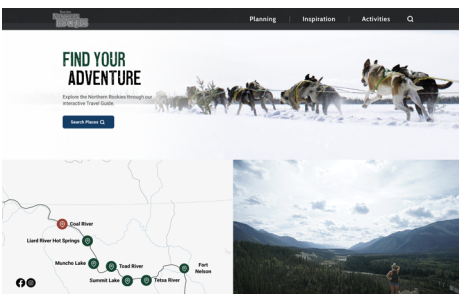 Planning
Inspiration
Activities
FIND YOUR
ADVENTURE
Explore the Northern Rockies through our
interactive Travel Guide.
Search Places
Coal River
Liard River Hot Springs
Muncho Lake
Toad River
Summit Lake
Tetsa River
Fort
Nelson